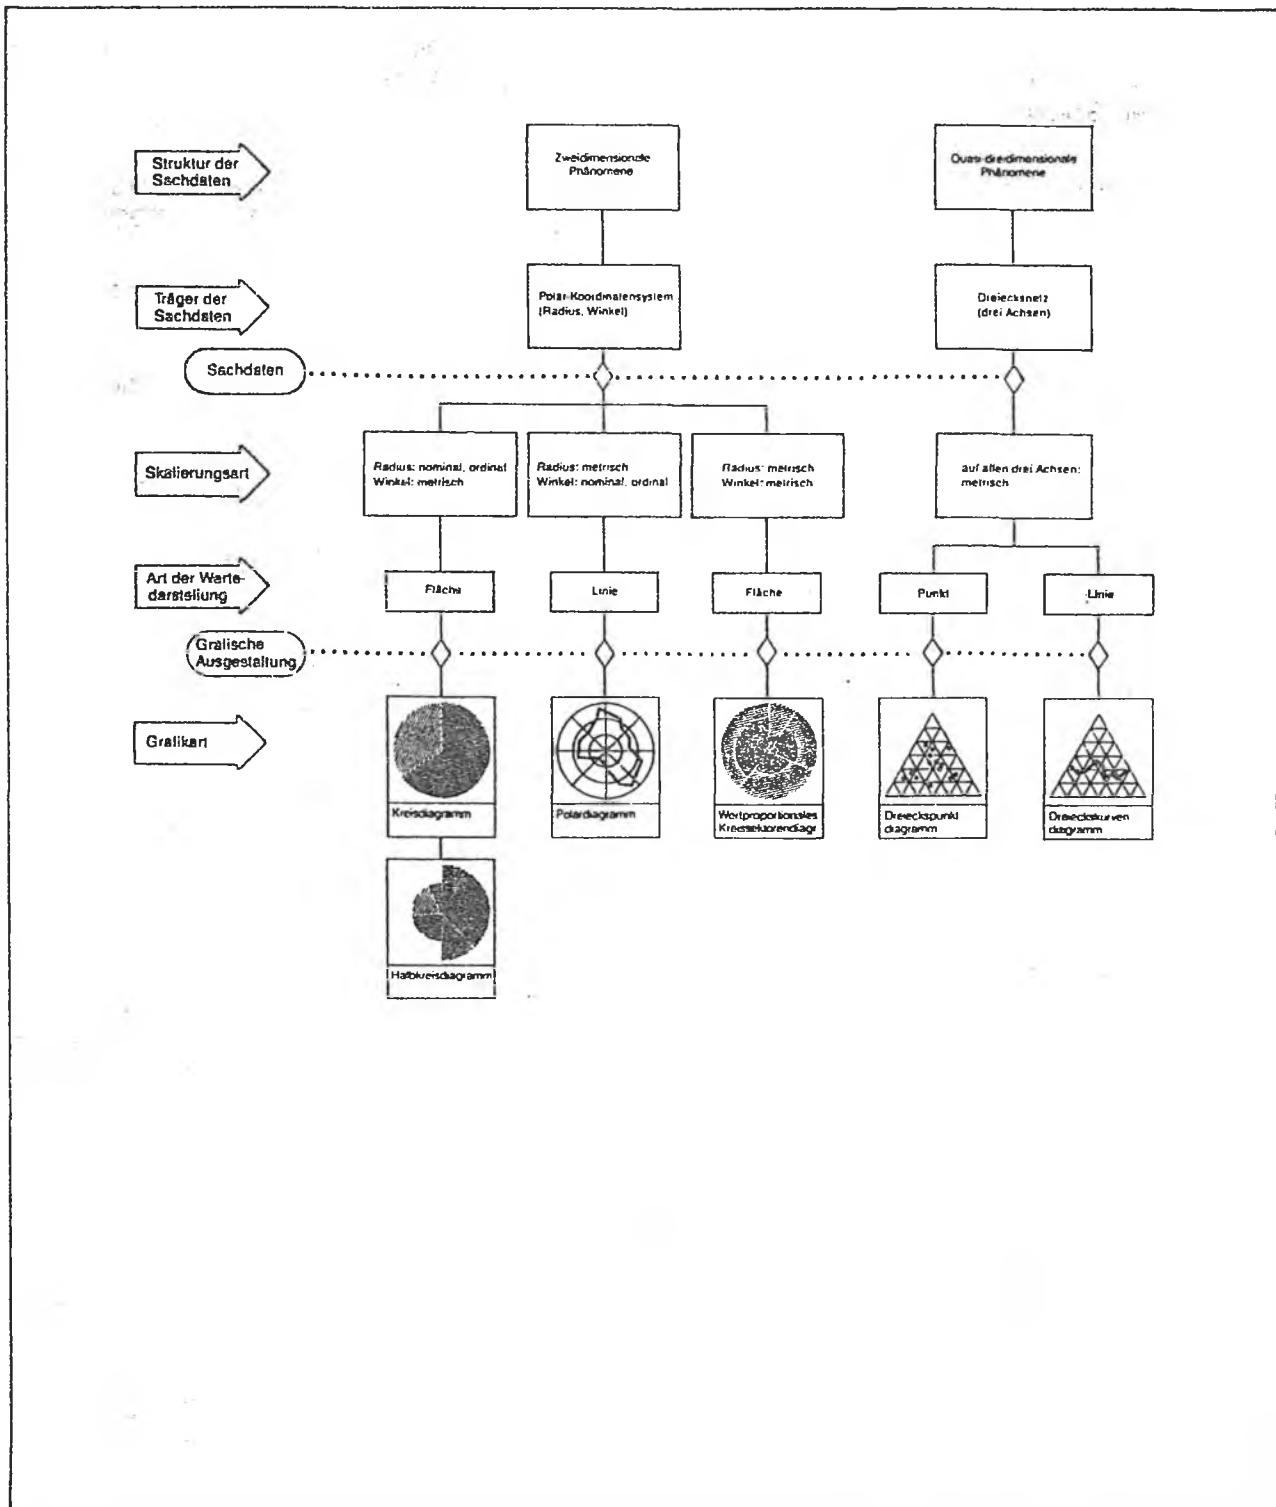 Struktur der
Sachdaten
Zweidimensionale
Phänomene
Quasi-dreidimensionale
Phänomene
Träger der
Sachdaten
Polar-Koordinatensystem
(Radius, Winkel)
Dreiecksnetz
(drei Achsen)
Sachdaten
Skalierungsart
Radius: nominal, ordinal
Winkel: metrisch
Radius: metrisch
Winkel: nominal, ordinal
Radius: metrisch
Winkel: metrisch
auf allen drei Achsen:
metrisch
Art der Werte-
darstellung
Fläche
Linie
Fläche
Punkt
Linie
Grafische
Ausgestaltung
Grafikart
Kreisdiagramm
Polardiagramm
Wertproportionales
Kreissektorendiagr
Dreieckspunkt
diagramm
Dreieckskurven
diagramm
Halbkreisdiagramm